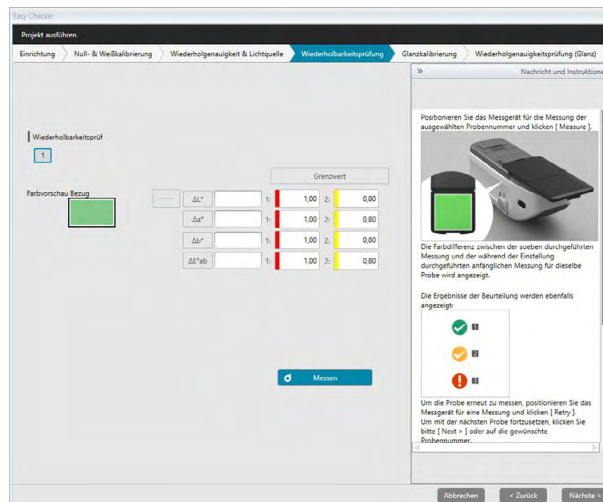 Easy Checker
Projekt ausführen
Einrichtung
Null- & Weißkalibrierung
Wiederholgenauigkeit & Lichtquelle
Wiederholbarkeitsprüfung
Glanzkalibrierung
Wiederholgenauigkeitsprüfung (Glanz)
» Nachricht und Instruktione
Wiederholbarkeitsprüf
1
Farbvorschau Bezug
Grenzwert
ΔL* 1: 1,00 2: 0,80
Δa* 1: 1,00 2: 0,80
Δb* 1: 1,00 2: 0,80
ΔE*ab 1: 1,00 2: 0,80
Messen
Positionieren Sie das Messgerät für die Messung der
ausgewählten Probennummer und klicken [ Measure ].
Die Farbdifferenz zwischen der soeben durchgeführten
Messung und der während der Einstellung
durchgeführten anfänglichen Messung für dieselbe
Probe wird angezeigt.
Die Ergebnisse der Beurteilung werden ebenfalls
angezeigt:
1
2
3
Um die Probe erneut zu messen, positionieren Sie das
Messgerät für eine Messung und klicken [ Retry ].
Um mit der nächsten Probe fortzusetzen, klicken Sie
bitte [ Next > ] oder auf die gewünschte
Probennummer.
Abbrechen
< Zurück
Nächste >